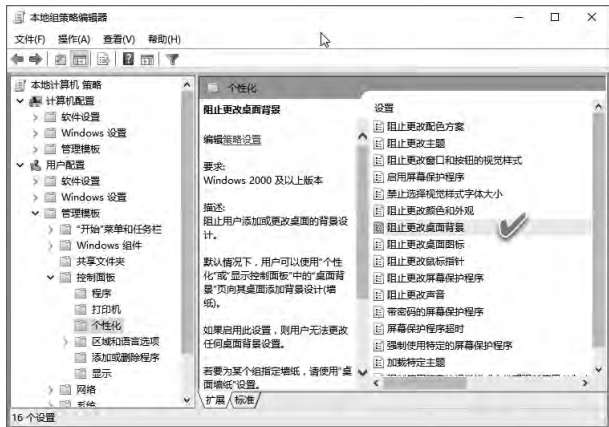 本地组策略编辑器
文件(F) 操作(A) 查看(V) 帮助(H)
本地计算机 策略
计算机配置
软件设置
Windows 设置
管理模板
用户配置
软件设置
Windows 设置
管理模板
"开始"菜单和任务栏
Windows 组件
共享文件夹
控制面板
程序
打印机
个性化
区域和语言选项
添加或删除程序
显示
网络
系统
个性化
阻止更改桌面背景
编辑策略设置
要求:
Windows 2000 及以上版本
描述:
阻止用户添加或更改桌面的背景设
计。
默认情况下，用户可以使用"个性
化"或"显示控制面板"中的"桌面背
景"页向其桌面添加背景设计(墙
纸)。
如果启用此设置，则用户无法更改
任何桌面背景设置。
若要为某个组指定墙纸，请使用"桌
面墙纸"设置。
设置
阻止更改配色方案
阻止更改主题
阻止更改窗口和按钮的视觉样式
启用屏幕保护程序
禁止选择视觉样式字体大小
阻止更改颜色和外观
阻止更改桌面背景
阻止更改桌面图标
阻止更改鼠标指针
阻止更改屏幕保护程序
阻止更改声音
带密码的屏幕保护程序
屏幕保护程序超时
强制使用特定的屏幕保护程序
加载特定主题
扩展 标准
16 个设置